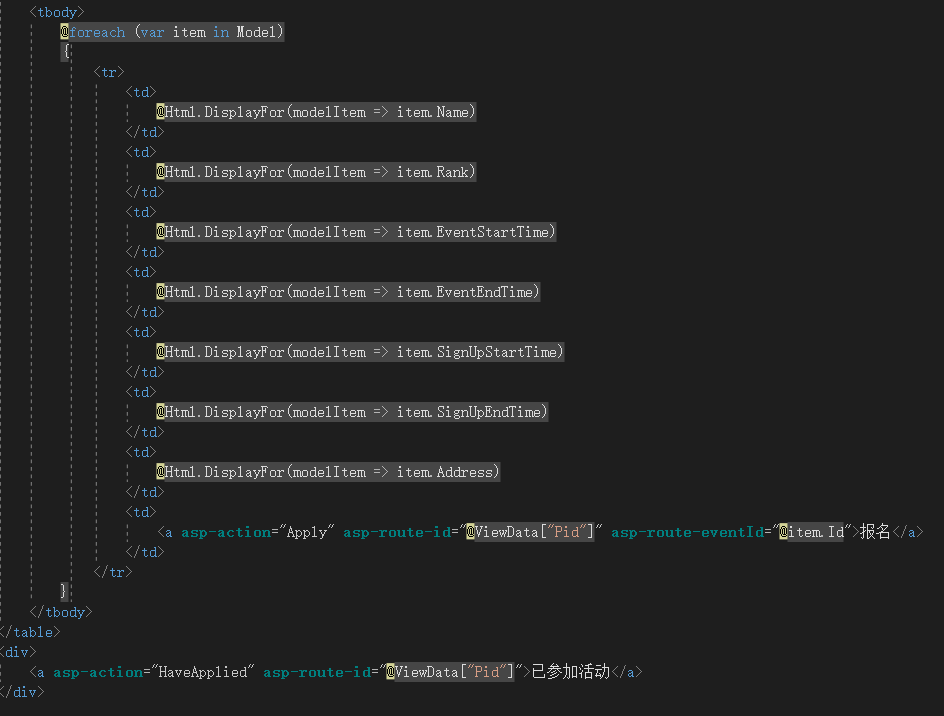 <tbody>
@foreach (var item in Model)
{
<tr>
<td>
@Html.DisplayFor(modelItem => item.Name)
</td>
<td>
@Html.DisplayFor(modelItem => item.Rank)
</td>
<td>
@Html.DisplayFor(modelItem => item.EventStartTime)
</td>
<td>
@Html.DisplayFor(modelItem => item.EventEndTime)
</td>
<td>
@Html.DisplayFor(modelItem => item.SignUpStartTime)
</td>
<td>
@Html.DisplayFor(modelItem => item.SignUpEndTime)
</td>
<td>
@Html.DisplayFor(modelItem => item.Address)
</td>
<td>
<a asp-action="Apply" asp-route-id="@ViewData["Pid"]" asp-route-eventId="@item.Id">报名</a>
</td>
</tr>
}
</tbody>
</table>
<div>
<a asp-action="HaveApplied" asp-route-id="@ViewData["Pid"]">已参加活动</a>
</div>